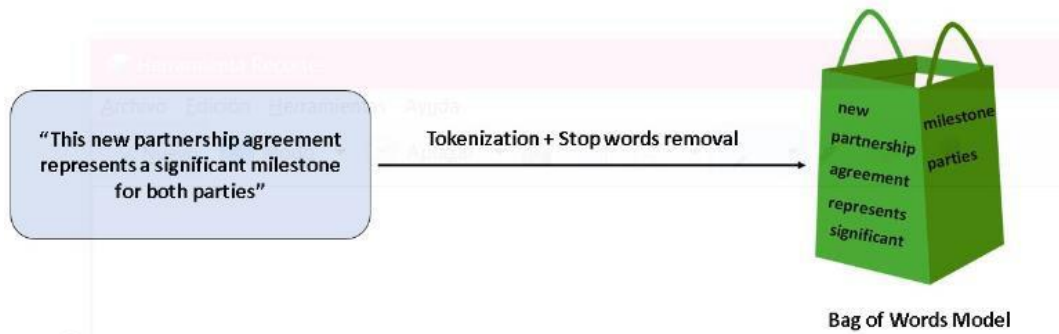 Archivo Edición Herramientas Ayuda
“This new partnership agreement
represents a significant milestone
for both parties”
Tokenization + Stop words removal
new
partnership
agreement
represents
significant
milestone
parties
Bag of Words Model